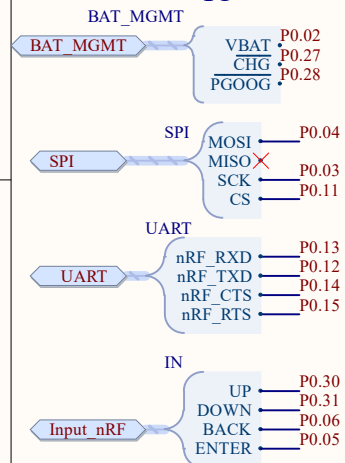 BAT_MGMT
BAT_MGMT
VBAT P0.02
CHG P0.27
PGOOG P0.28
SPI
SPI
MOSI P0.04
MISO
SCK P0.03
CS P0.11
UART
UART
nRF_RXD P0.13
nRF_TXD P0.12
nRF_CTS P0.14
nRF_RTS P0.15
IN
Input_nRF
UP P0.30
DOWN P0.31
BACK P0.06
ENTER P0.05